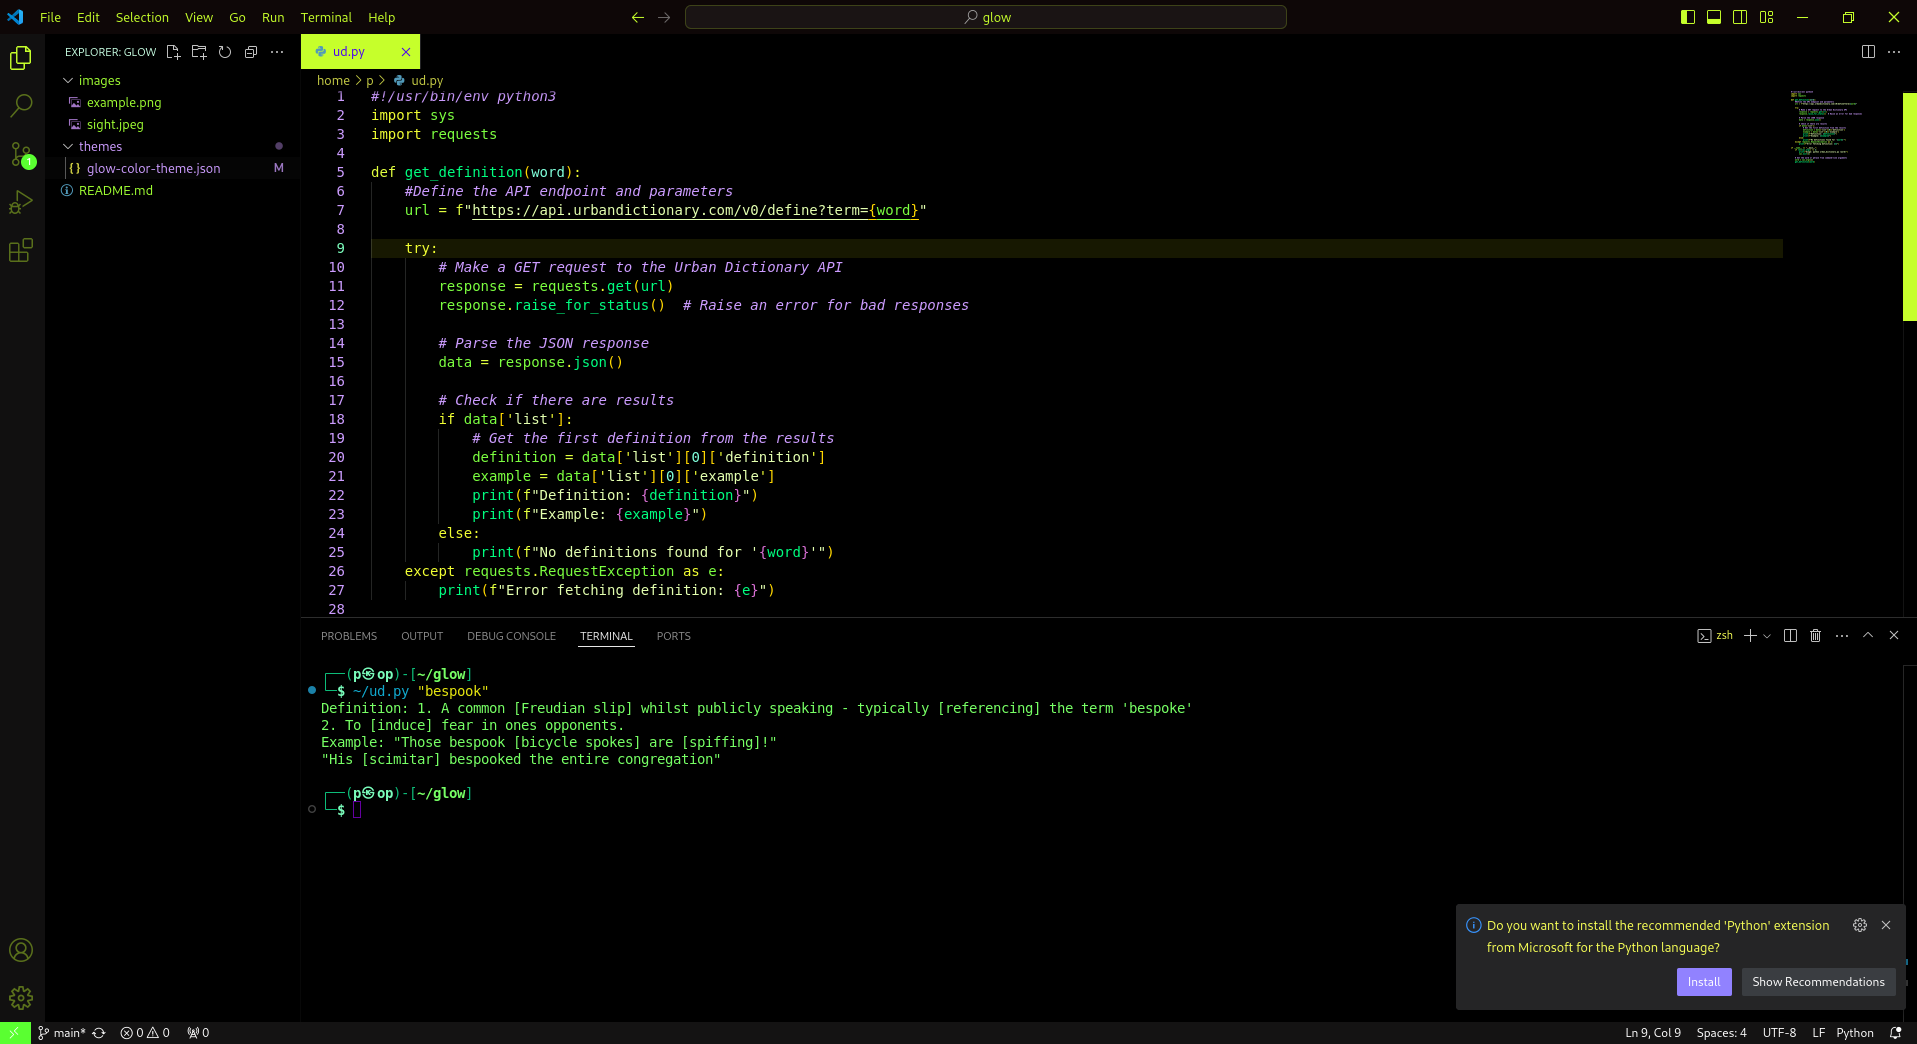 File Edit Selection View Go Run Terminal Help
glow
EXPLORER: GLOW
images
example.png
sight.jpeg
themes
{} glow-color-theme.json M
README.md
1
ud.py
home > p > ud.py
1 #!/usr/bin/env python3
2 import sys
3 import requests
4
5 def get_definition(word):
6 #Define the API endpoint and parameters
7 url = f"https://api.urbandictionary.com/v0/define?term={word}"
8
9 try:
10 # Make a GET request to the Urban Dictionary API
11 response = requests.get(url)
12 response.raise_for_status()  # Raise an error for bad responses
13
14 # Parse the JSON response
15 data = response.json()
16
17 # Check if there are results
18 if data['list']:
19 # Get the first definition from the results
20 definition = data['list'][0]['definition']
21 example = data['list'][0]['example']
22 print(f"Definition: {definition}")
23 print(f"Example: {example}")
24 else:
25 print(f"No definitions found for '{word}'")
26 except requests.RequestException as e:
27 print(f"Error fetching definition: {e}")
28
PROBLEMS OUTPUT DEBUG CONSOLE TERMINAL PORTS
zsh
┌──(p㉿op)-[~/glow]
└─$ ~/ud.py "bespook"
Definition: 1. A common [Freudian slip] whilst publicly speaking - typically [referencing] the term 'bespoke'
2. To [induce] fear in ones opponents.
Example: "Those bespook [bicycle spokes] are [spiffing]!"
"His [scimitar] bespooked the entire congregation"
┌──(p㉿op)-[~/glow]
└─$
Do you want to install the recommended 'Python' extension
from Microsoft for the Python language?
Install Show Recommendations
main* 0 0 0
Ln 9, Col 9 Spaces: 4 UTF-8 LF Python